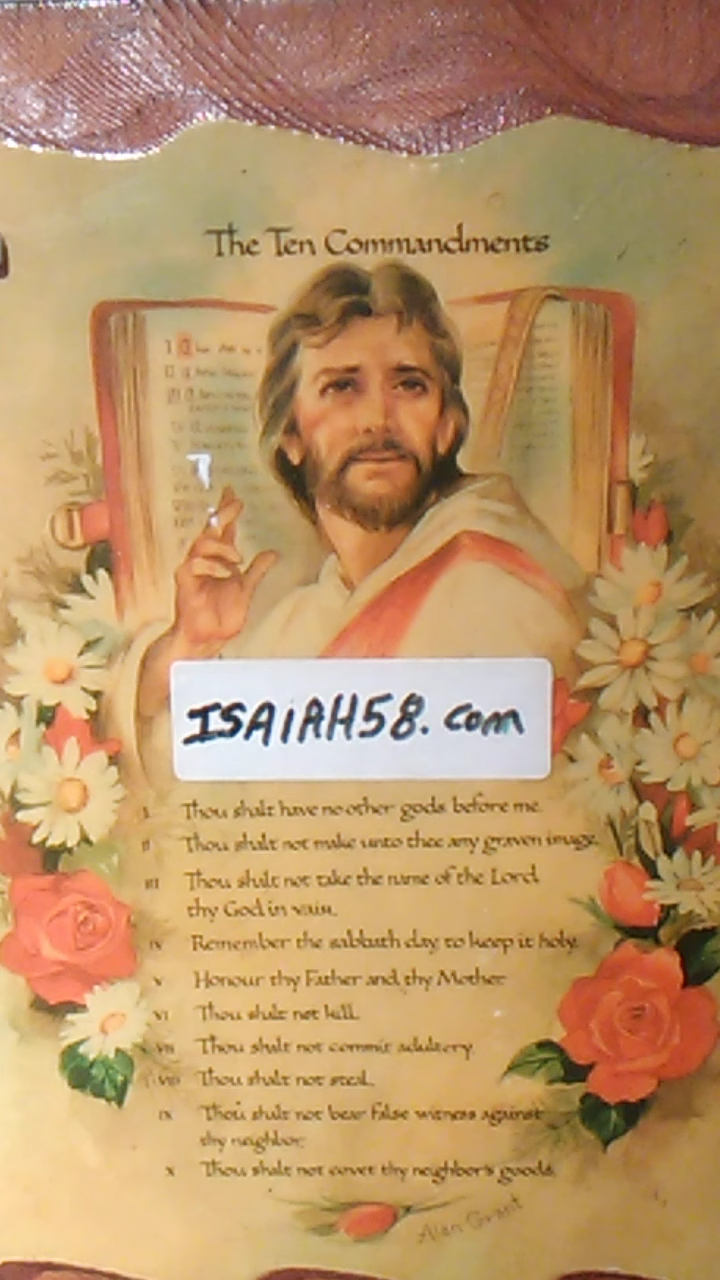 The Ten Commandments
ISAiAH58.com
I Thou shalt have no other gods before me.
II Thou shalt not make unto thee any graven image.
III Thou shalt not take the name of the Lord
thy God in vain.
IV Remember the sabbath day, to keep it holy.
V Honour thy Father and thy Mother
VI Thou shalt not kill.
VII Thou shalt not commit adultery.
VIII Thou shalt not steal.
IX Thou shalt not bear false witness against
thy neighbor.
X Thou shalt not covet thy neighbor's goods.
Alan Grant